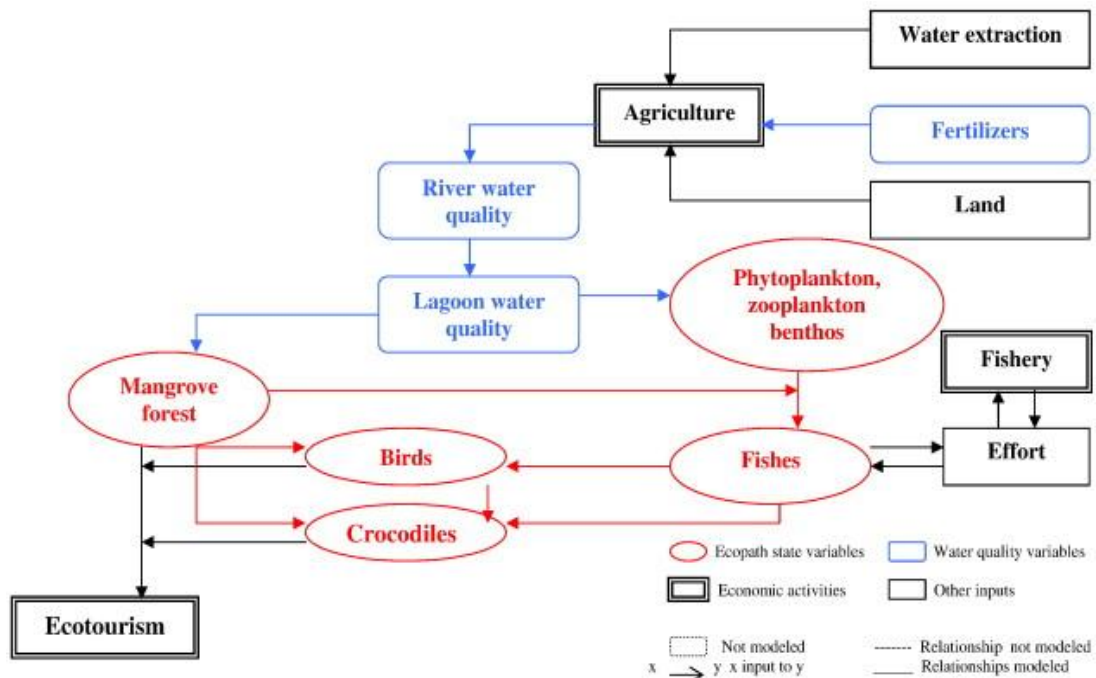 Water extraction
Agriculture
Fertilizers
River water
quality
Land
Lagoon water
quality
Phytoplankton,
zooplankton
benthos
Fishery
Mangrove
forest
Birds
Fishes
Effort
Crocodiles
Ecotourism
Ecopath state variables
Water quality variables
Economic activities
Other inputs
Not modeled
Relationship not modeled
x y x input to y
Relationships modeled